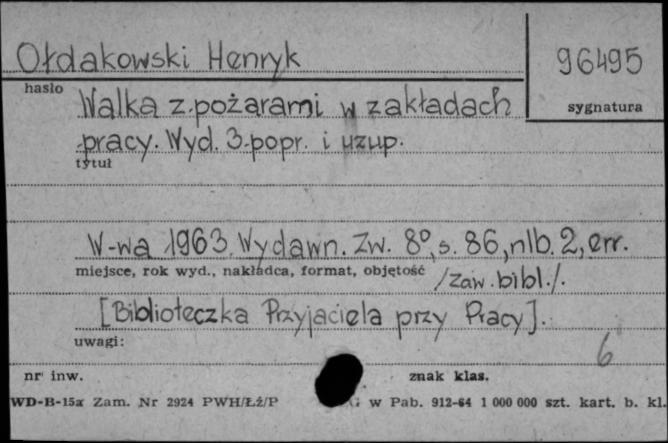 Ołdakowski Henryk
96495
hasło
sygnatura
Walka z pożarami w zakładach
pracy. Wyd. 3 popr. i uzup.
tytuł
W-wa 1963. Wydawn. Zw. 8°, s. 86, nlb. 2, err.
miejsce, rok wyd., nakładca, format, objętość
/Zaw. bibl./.
[Biblioteczka Przyjaciela przy Pracy].
uwagi:
6
nr inw.
znak klas.
WD-B-15a Zam. Nr 2924 PWH/Łź/P
w Pab. 912-64 1 000 000 szt. kart. b. kl.